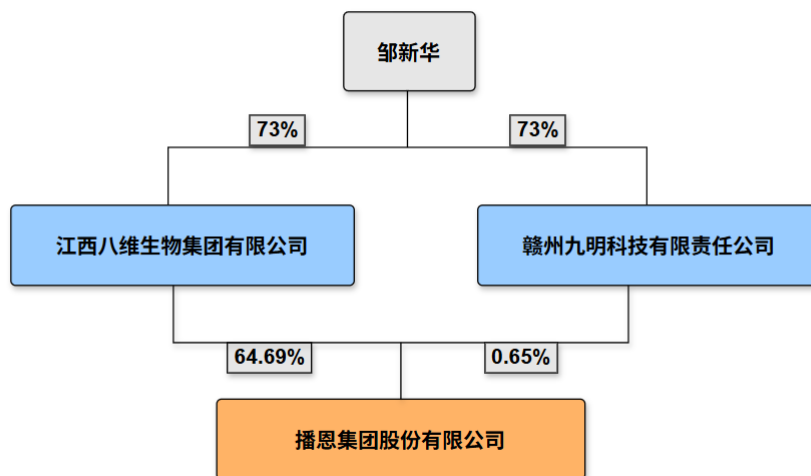 邹新华
73%
73%
江西八维生物集团有限公司
赣州九明科技有限责任公司
64.69%
0.65%
播恩集团股份有限公司